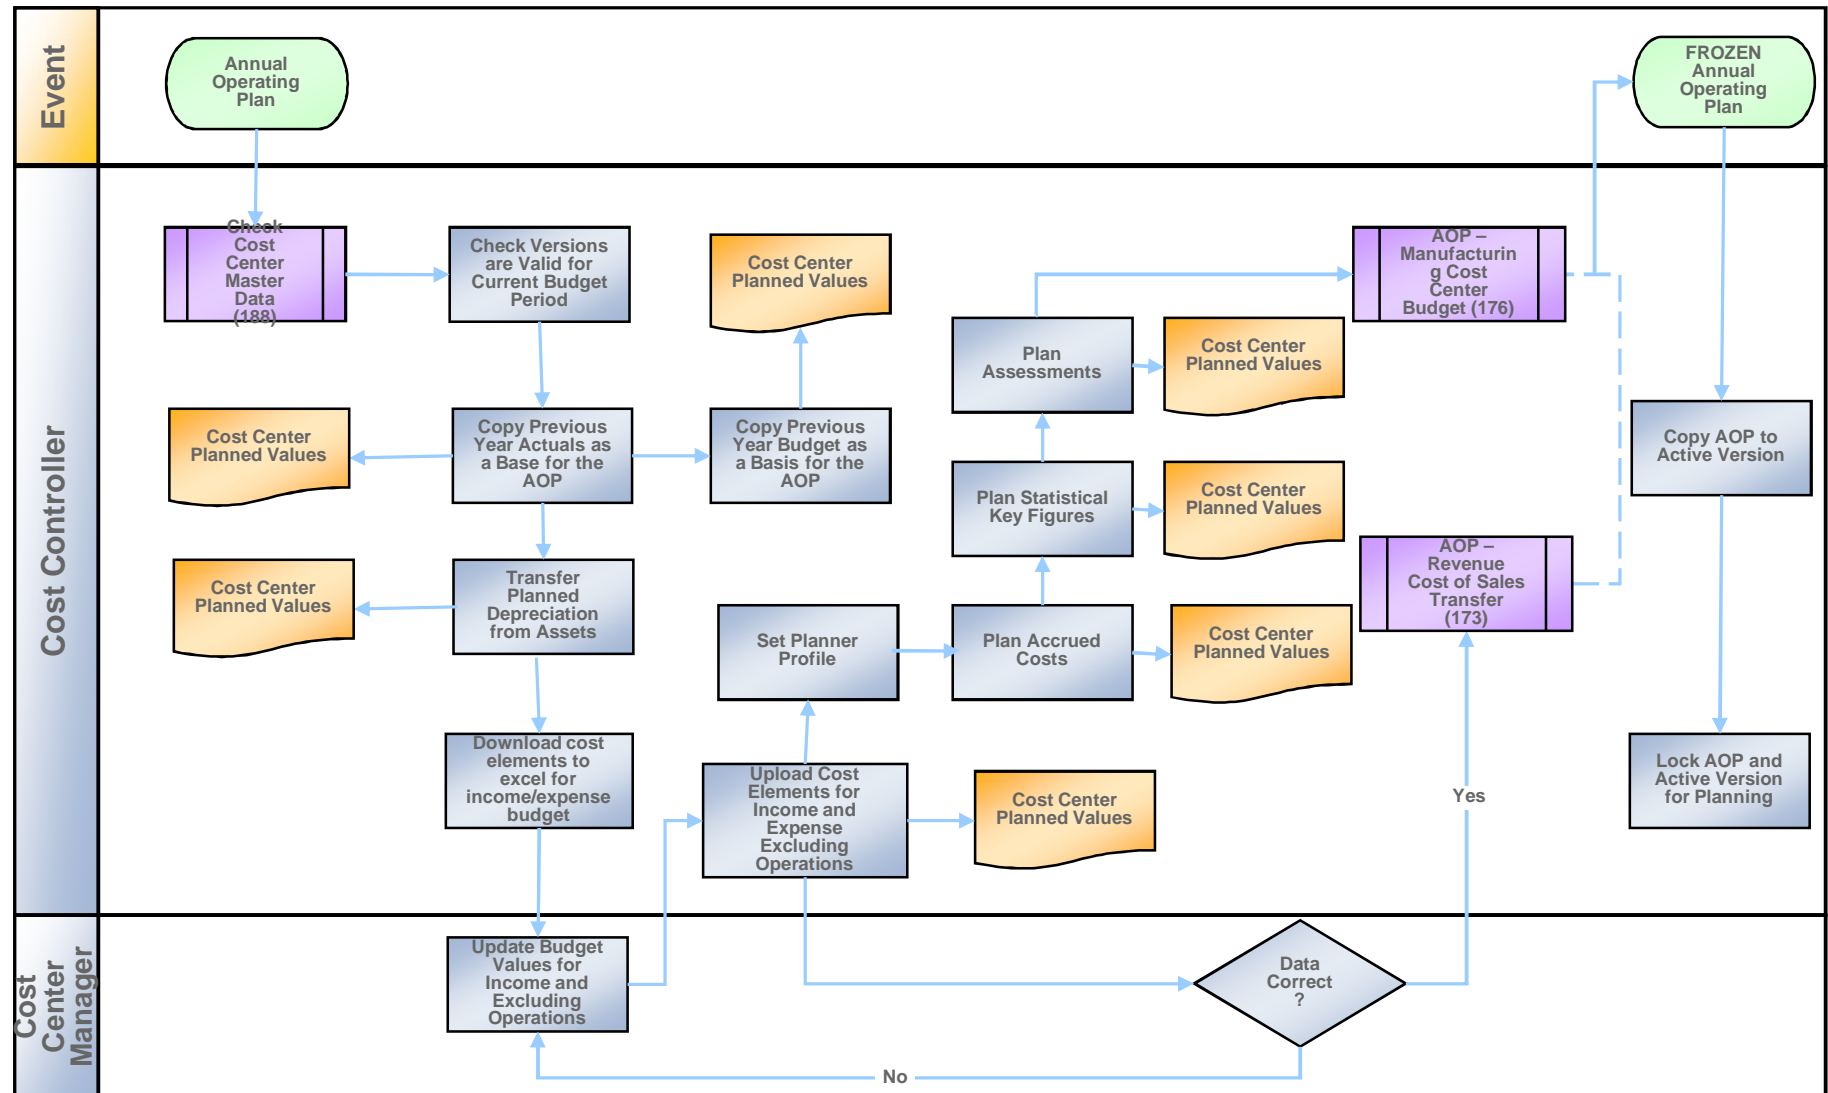 Event
Annual
Operating
Plan
FROZEN
Annual
Operating
Plan
Cost Controller
Check
Cost
Center
Master
Data
(188)
Check Versions
are Valid for
Current Budget
Period
Cost Center
Planned Values
AOP –
Manufacturin
g Cost
Center
Budget (176)
Plan
Assessments
Cost Center
Planned Values
Cost Center
Planned Values
Copy Previous
Year Actuals as
a Base for the
AOP
Copy Previous
Year Budget as
a Basis for the
AOP
Copy AOP to
Active Version
Plan Statistical
Key Figures
Cost Center
Planned Values
Cost Center
Planned Values
Transfer
Planned
Depreciation
from Assets
AOP –
Revenue
Cost of Sales
Transfer
(173)
Set Planner
Profile
Plan Accrued
Costs
Cost Center
Planned Values
Download cost
elements to
excel for
income/expense
budget
Upload Cost
Elements for
Income and
Expense
Excluding
Operations
Cost Center
Planned Values
Yes
Lock AOP and
Active Version
for Planning
Cost
Center
Manager
Update Budget
Values for
Income and
Excluding
Operations
Data
Correct
?
No